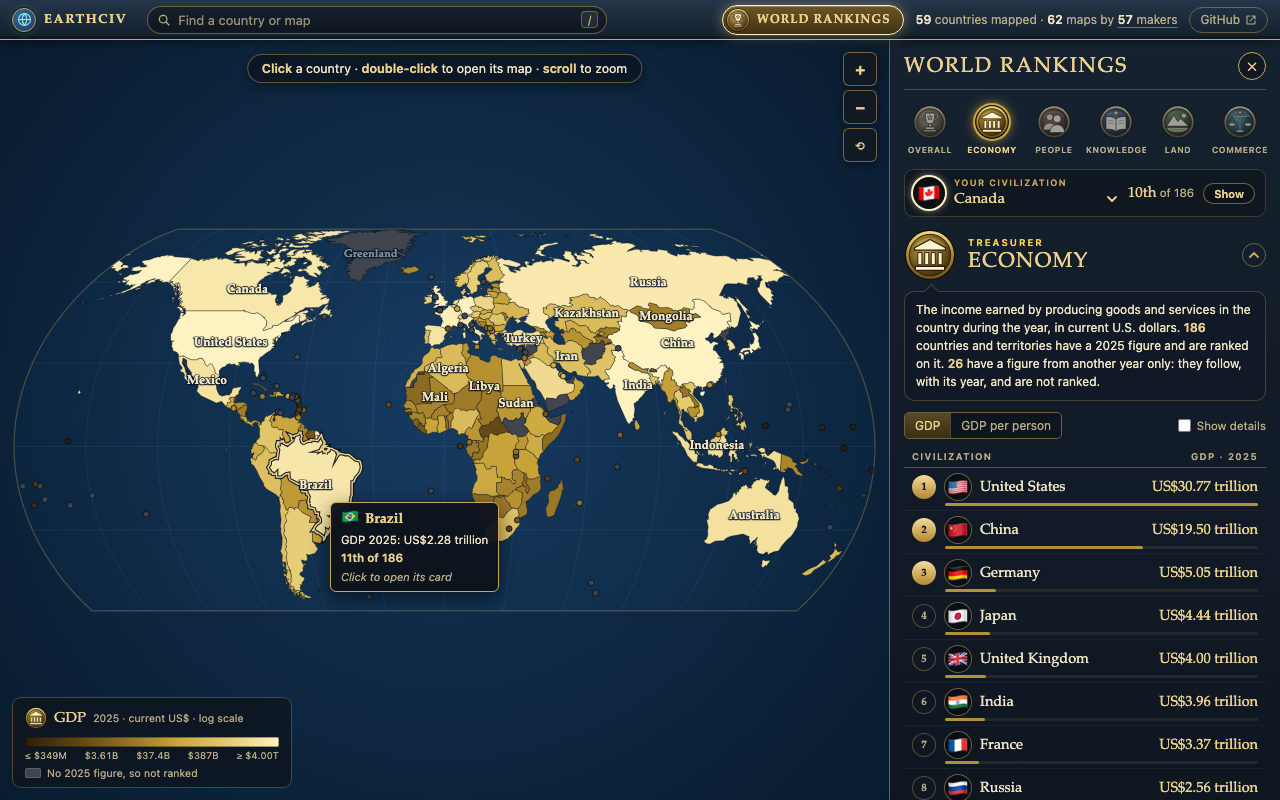 EARTHCIV
Find a country or map
/
WORLD RANKINGS
59 countries mapped · 62 maps by 57 makers
GitHub
Click a country · double-click to open its map · scroll to zoom
+
−
WORLD RANKINGS
OVERALL
ECONOMY
PEOPLE
KNOWLEDGE
LAND
COMMERCE
YOUR CIVILIZATION
Canada
10th of 186
Show
TREASURER
ECONOMY
The income earned by producing goods and services in the
country during the year, in current U.S. dollars. 186
countries and territories have a 2025 figure and are ranked
on it. 26 have a figure from another year only: they follow,
with its year, and are not ranked.
GDP
GDP per person
Show details
CIVILIZATION
GDP · 2025
1 United States US$30.77 trillion
2 China US$19.50 trillion
3 Germany US$5.05 trillion
4 Japan US$4.44 trillion
5 United Kingdom US$4.00 trillion
6 India US$3.96 trillion
7 France US$3.37 trillion
8 Russia US$2.56 trillion
Greenland
Canada
Russia
United States
Kazakhstan
Mongolia
Turkey
China
Iran
Mexico
Algeria
Libya
India
Mali
Sudan
Indonesia
Brazil
Australia
Brazil
GDP 2025: US$2.28 trillion
11th of 186
Click to open its card
GDP 2025 · current US$ · log scale
≤ $349M $3.61B $37.4B $387B ≥ $4.00T
No 2025 figure, so not ranked